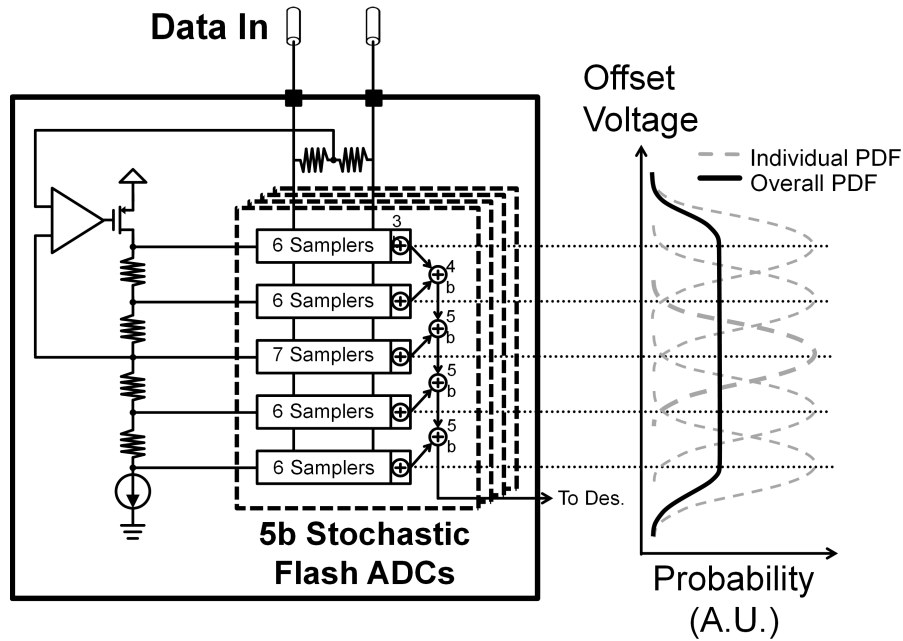 Data In
Offset
Voltage
Individual PDF
Overall PDF
6 Samplers
3
4
b
6 Samplers
5
b
7 Samplers
5
b
6 Samplers
5
b
6 Samplers
To Des.
5b Stochastic
Flash ADCs
Probability
(A.U.)